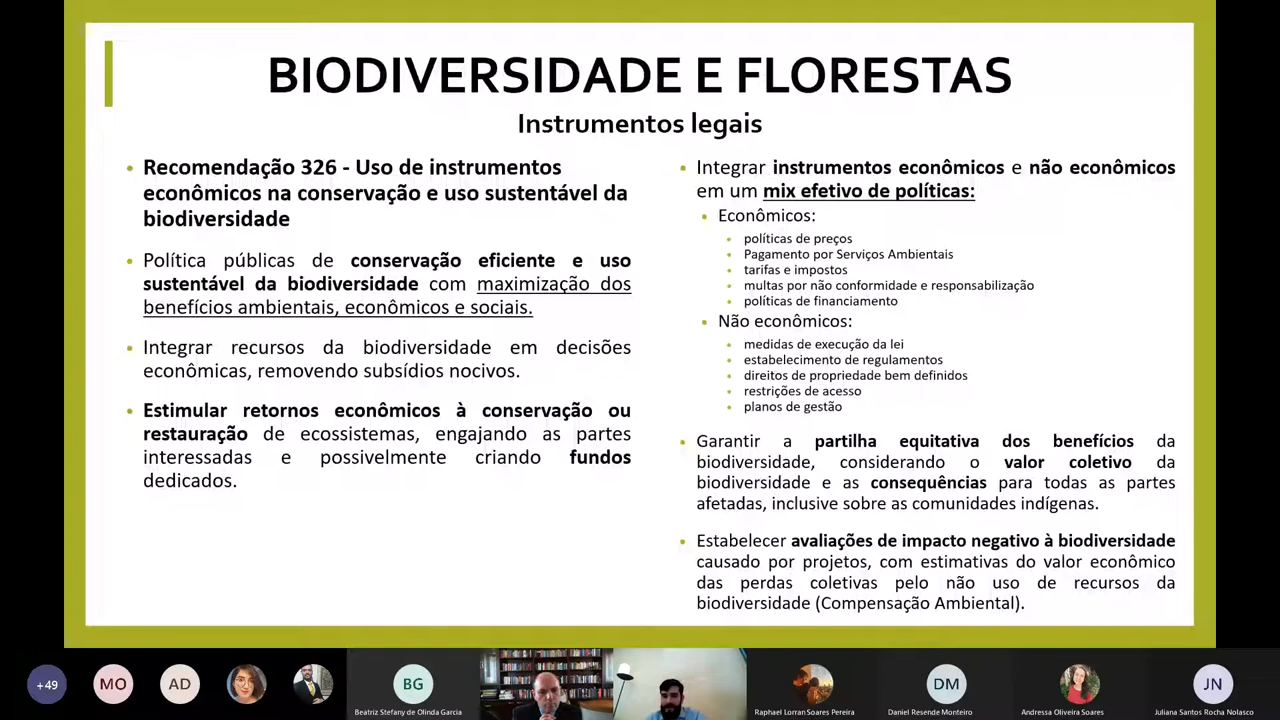 BIODIVERSIDADE E FLORESTAS
Instrumentos legais
• Recomendação 326 - Uso de instrumentos
econômicos na conservação e uso sustentável da
biodiversidade
• Política públicas de conservação eficiente e uso
sustentável da biodiversidade com maximização dos
benefícios ambientais, econômicos e sociais.
• Integrar recursos da biodiversidade em decisões
econômicas, removendo subsídios nocivos.
• Estimular retornos econômicos à conservação ou
restauração de ecossistemas, engajando as partes
interessadas e possivelmente criando fundos
dedicados.
• Integrar instrumentos econômicos e não econômicos
em um mix efetivo de políticas:
• Econômicos:
• políticas de preços
• Pagamento por Serviços Ambientais
• tarifas e impostos
• multas por não conformidade e responsabilização
• políticas de financiamento
• Não econômicos:
• medidas de execução da lei
• estabelecimento de regulamentos
• direitos de propriedade bem definidos
• restrições de acesso
• planos de gestão
• Garantir a partilha equitativa dos benefícios da
biodiversidade, considerando o valor coletivo da
biodiversidade e as consequências para todas as partes
afetadas, inclusive sobre as comunidades indígenas.
• Estabelecer avaliações de impacto negativo à biodiversidade
causado por projetos, com estimativas do valor econômico
das perdas coletivas pelo não uso de recursos da
biodiversidade (Compensação Ambiental).
+49
MO
AD
BG
DM
JN
Beatriz Stefany de Olinda Garcia
Raphael Lorran Soares Pereira
Daniel Resende Monteiro
Andressa Oliveira Soares
Juliana Santos Rocha Nolasco